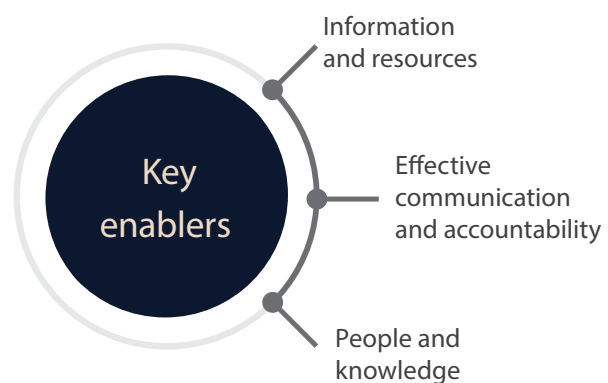 Information
and resources
Key
enablers
Effective
communication
and accountability
People and
knowledge